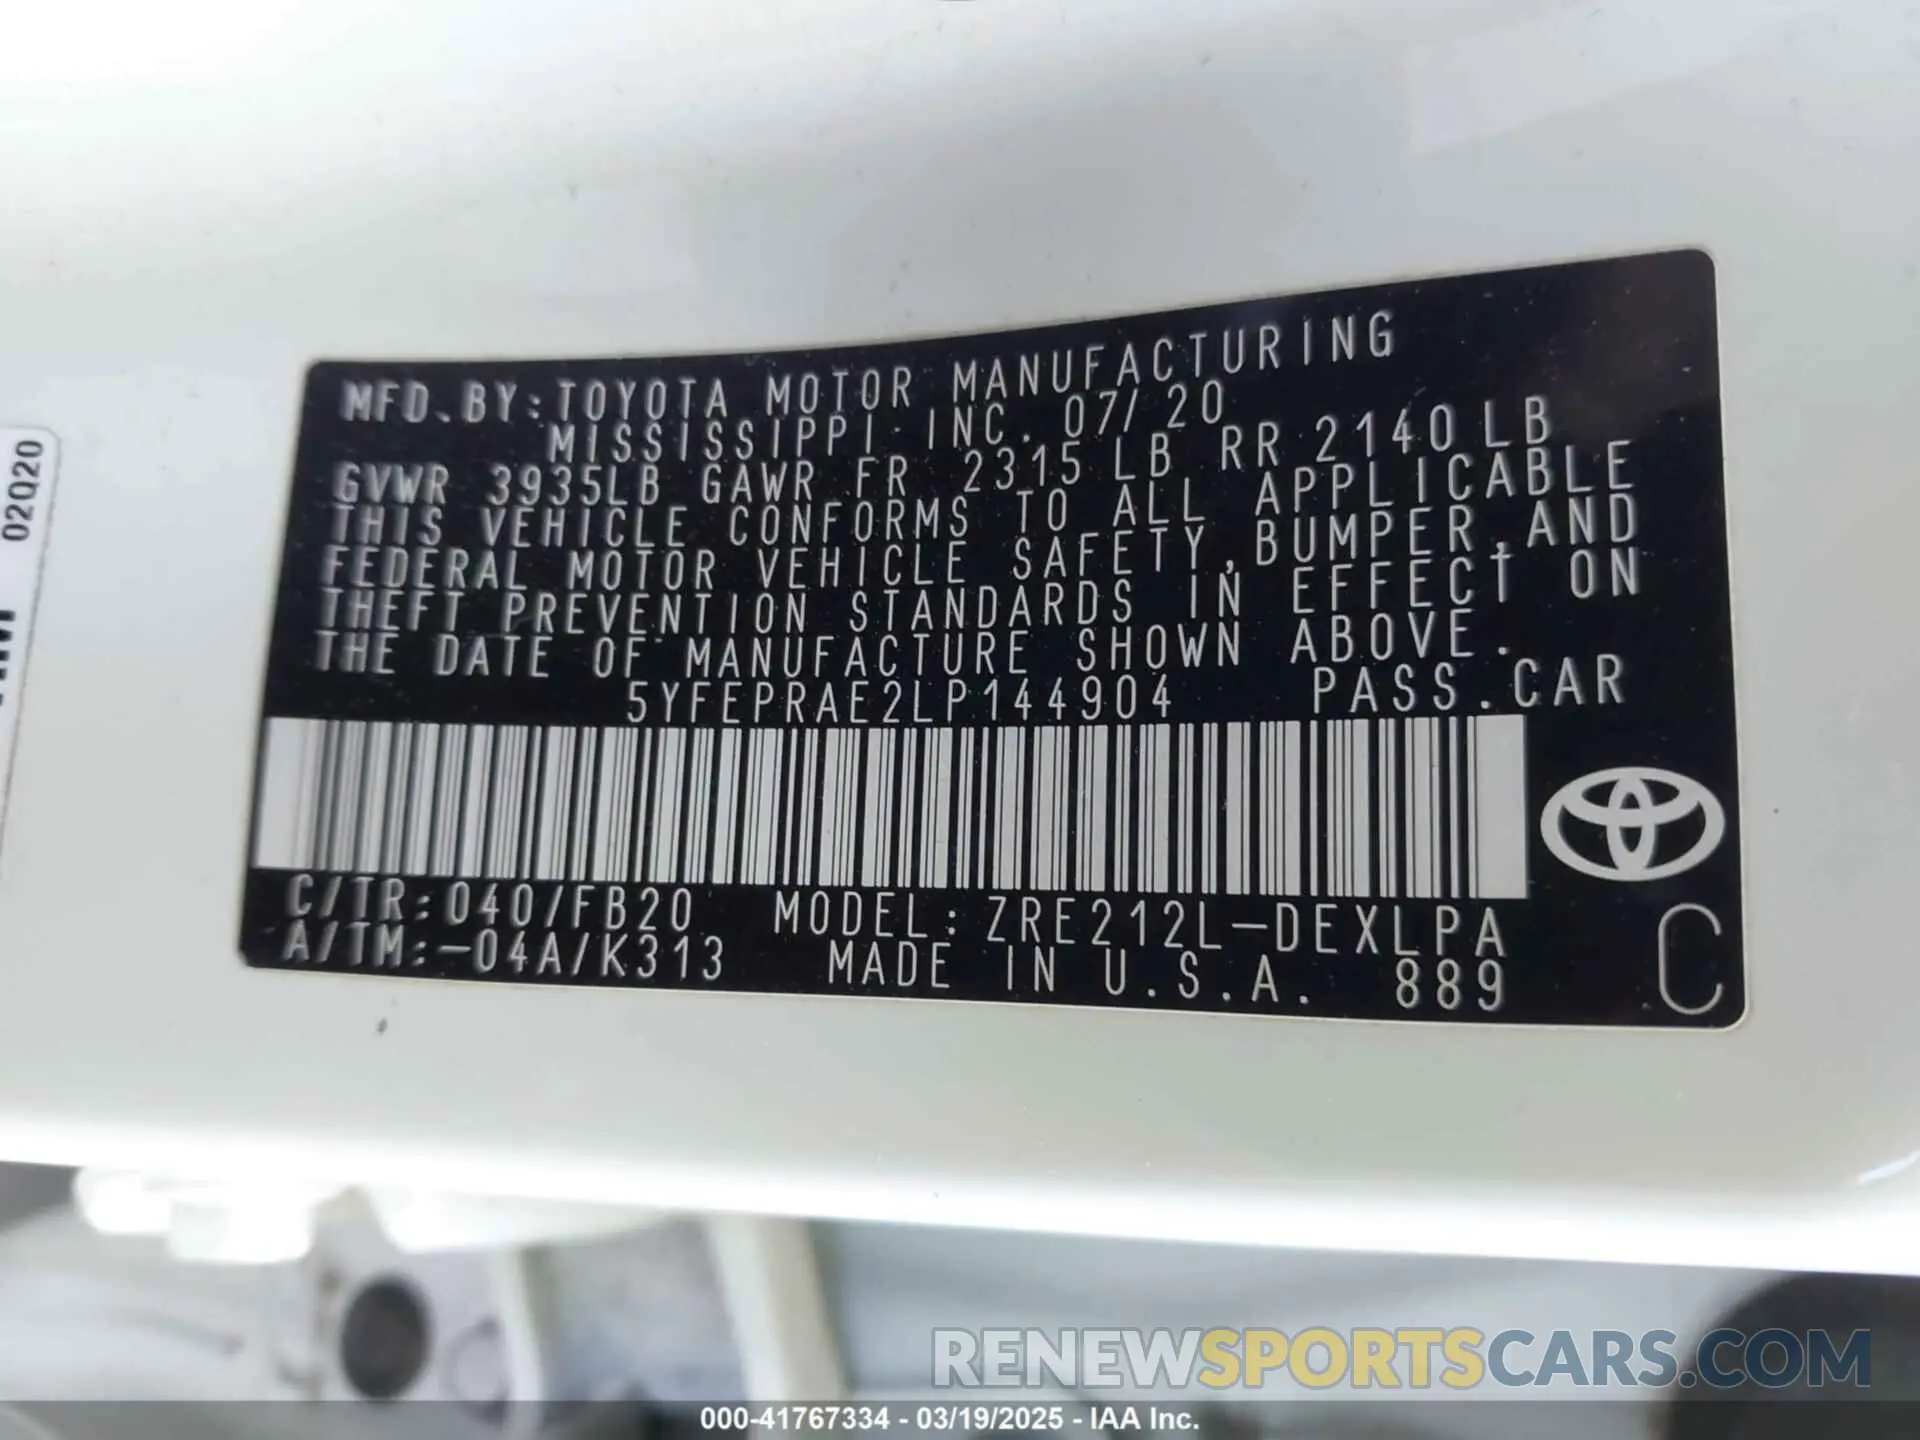 MFD.BY:TOYOTA MOTOR MANUFACTURING
MISSISSIPPI INC. 07/20
GVWR 3935LB GAWR FR 2315LB RR 2140LB
THIS VEHICLE CONFORMS TO ALL APPLICABLE
FEDERAL MOTOR VEHICLE SAFETY,BUMPER,AND
THEFT PREVENTION STANDARDS IN EFFECT ON
THE DATE OF MANUFACTURE SHOWN ABOVE.
5YFEPRAE2LP144904 PASS.CAR
C/TR:040/FB20 MODEL:ZRE212L-DEXLPA
A/TM:-04A/K313 MADE IN U.S.A. 889
C
02Q20
RENEWSPORTSCARS.COM
000-41767334 - 03/19/2025 - IAA Inc.